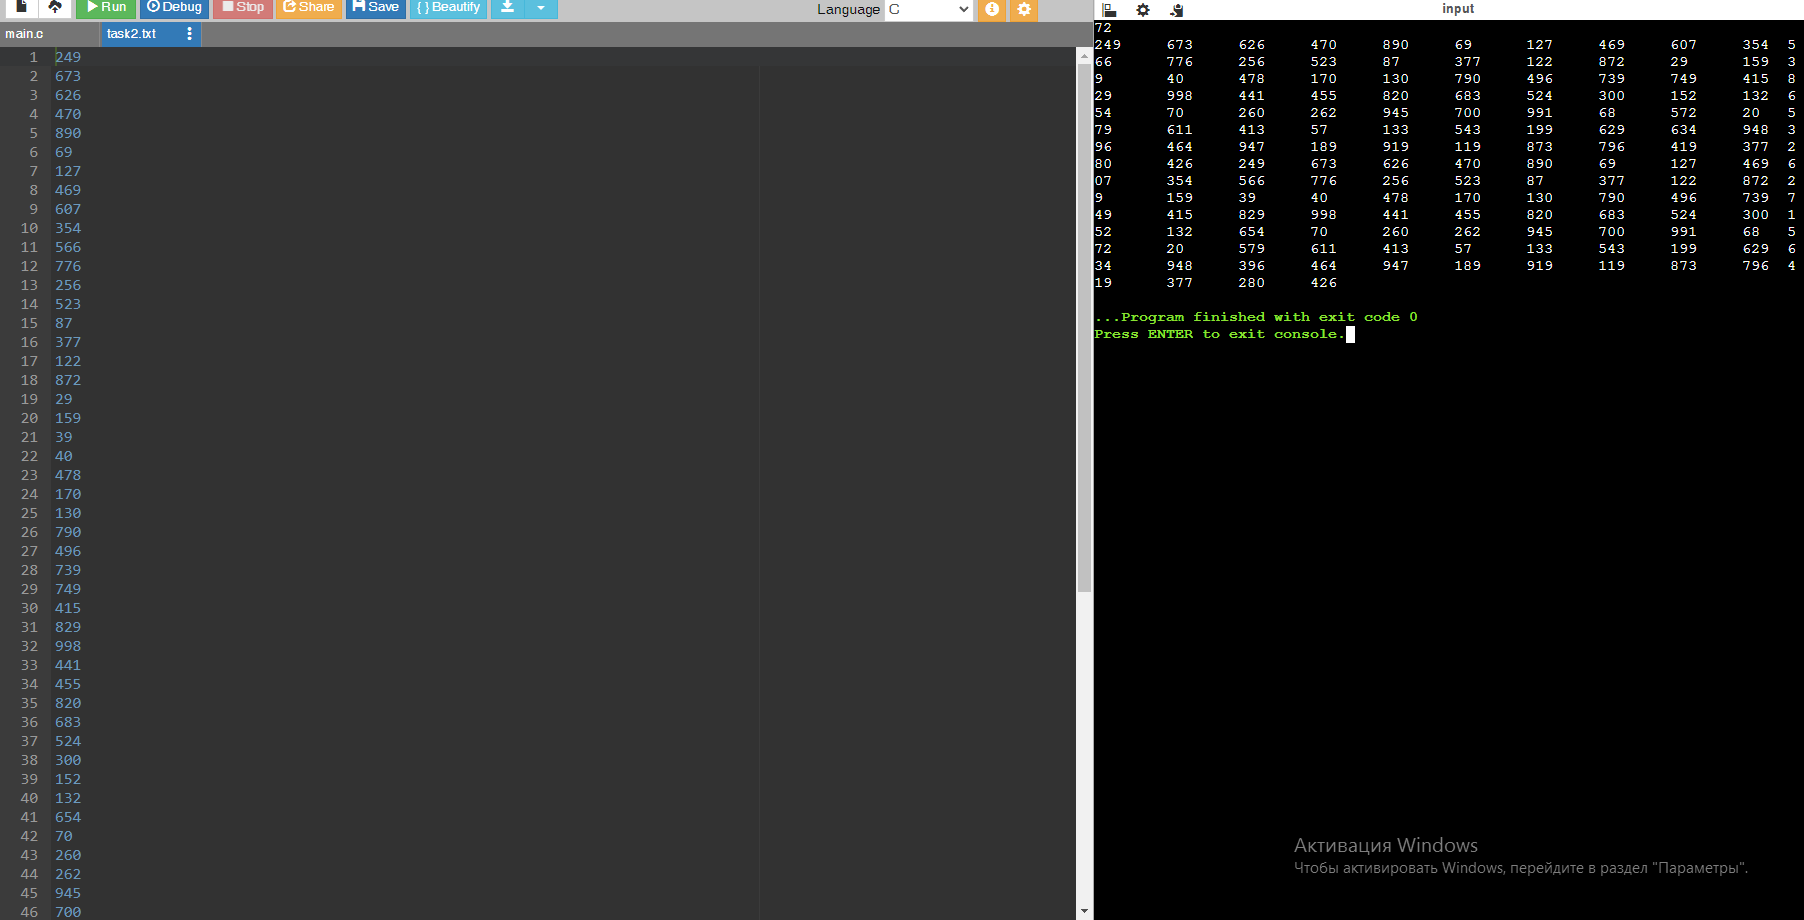 Run Debug Stop Share Save { } Beautify Language C
main.c task2.txt
1 249
2 673
3 626
4 470
5 890
6 69
7 127
8 469
9 607
10 354
11 566
12 776
13 256
14 523
15 87
16 377
17 122
18 872
19 29
20 159
21 39
22 40
23 478
24 170
25 130
26 790
27 496
28 739
29 749
30 415
31 829
32 998
33 441
34 455
35 820
36 683
37 524
38 300
39 152
40 132
41 654
42 70
43 260
44 262
45 945
46 700
input
72
249 673 626 470 890 69 127 469 607 354 5
66 776 256 523 87 377 122 872 29 159 3
9 40 478 170 130 790 496 739 749 415 8
29 998 441 455 820 683 524 300 152 132 6
54 70 260 262 945 700 991 68 572 20 5
79 611 413 57 133 543 199 629 634 948 3
96 464 947 189 919 119 873 796 419 377 2
80 426 249 673 626 470 890 69 127 469 6
07 354 566 776 256 523 87 377 122 872 2
9 159 39 40 478 170 130 790 496 739 7
49 415 829 998 441 455 820 683 524 300 1
52 132 654 70 260 262 945 700 991 68 5
72 20 579 611 413 57 133 543 199 629 6
34 948 396 464 947 189 919 119 873 796 4
19 377 280 426
...Program finished with exit code 0
Press ENTER to exit console.
Активация Windows
Чтобы активировать Windows, перейдите в раздел "Параметры".